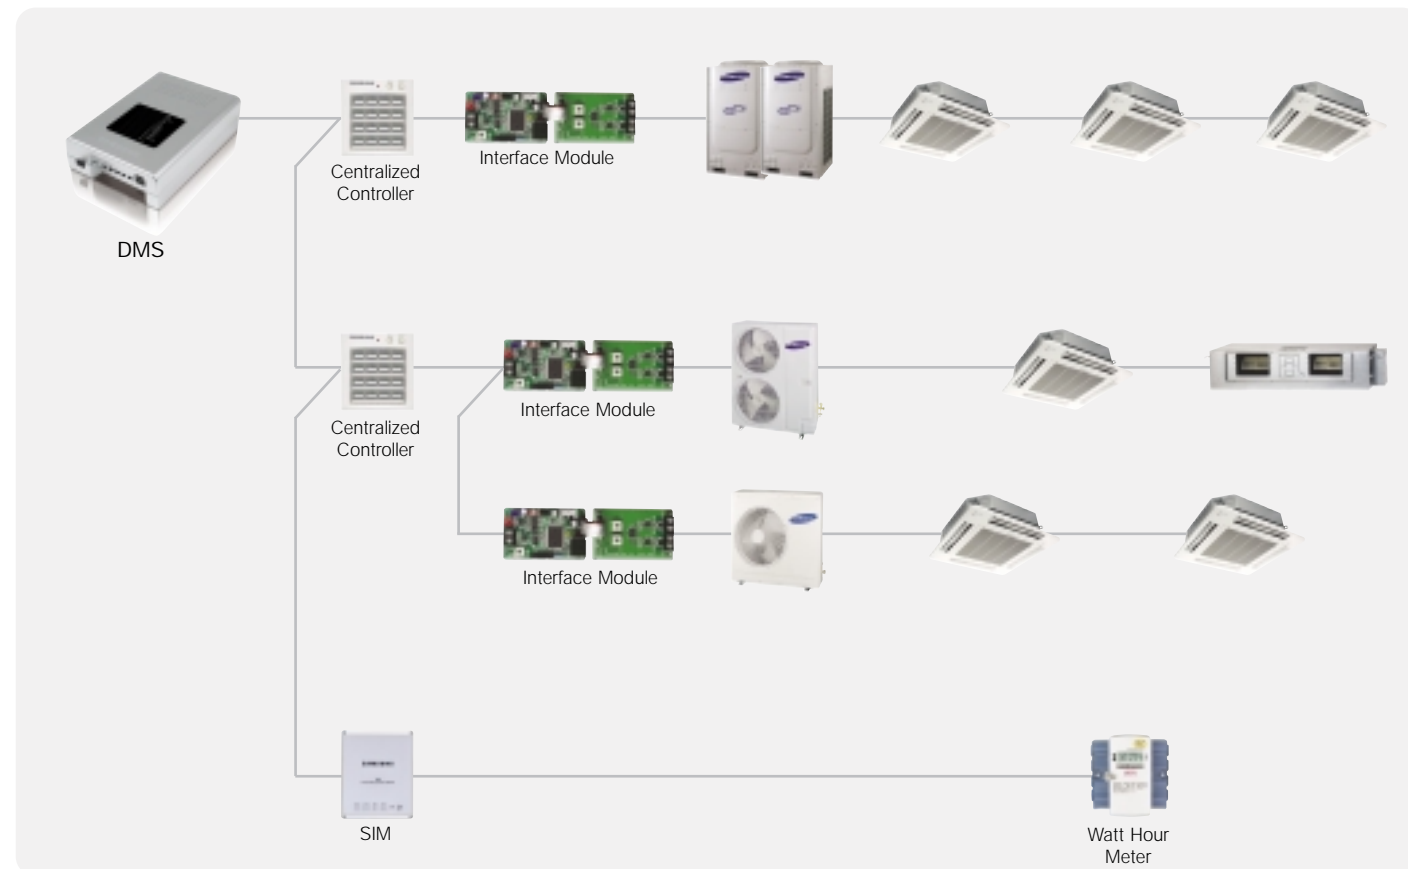 Interface Module
Centralized
Controller
DMS
Interface Module
Centralized
Controller
Interface Module
SIM
Watt Hour
Meter